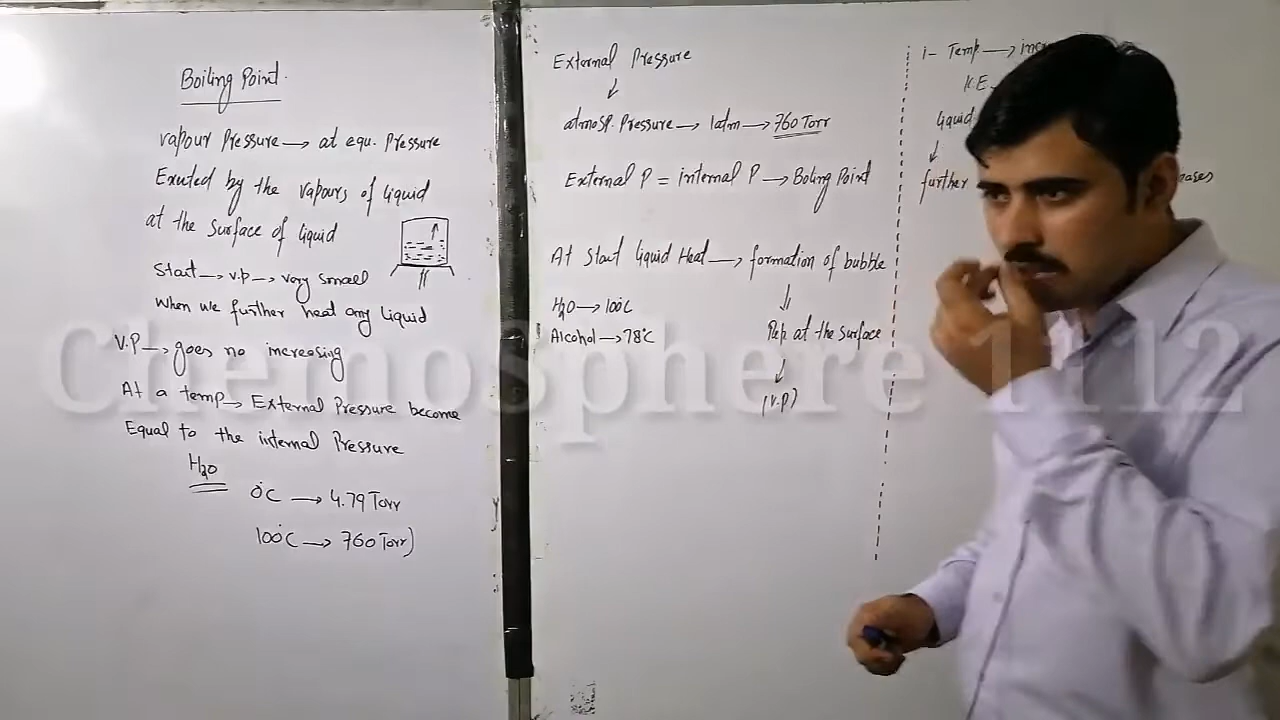 Boiling Point.
vapour Pressure → at equ. Pressure
Exerted by the vapours of liquid
at the surface of liquid
Start → v.p → very small
when we further heat any liquid
V.P → goes no increasing
At a temp → External Pressure become
Equal to the internal Pressure
H2O
0°C → 4.79 Torr
100°C → 760 Torr)
External Pressure
↓
atmosp. Pressure → 1atm → 760 Torr
External P = internal P → Boling Point
At Start liquid Heat → formation of bubble
H2O → 100°C
Alcohol → 78°C
at the surface
(V.P)
i- Temp → incr
K.E
liquid
↓
further
Chemosphere 1112